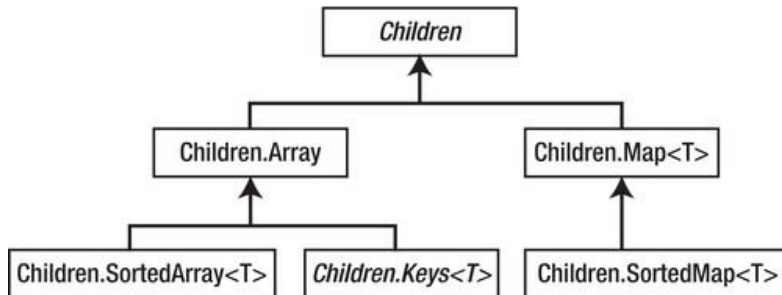 Children
Children.Array
Children.Map<T>
Children.SortedArray<T>
Children.Keys<T>
Children.SortedMap<T>